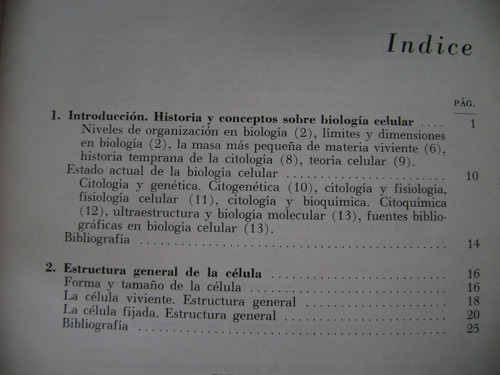 Indice
PÁG.
1. Introducción. Historia y conceptos sobre biología celular .... 1
Niveles de organización en biología (2), límites y dimensiones
en biología (2), la masa más pequeña de materia viviente (6),
historia temprana de la citología (8), teoría celular (9).
Estado actual de la biología celular ........................ 10
Citología y genética. Citogenética (10), citología y fisiología,
fisiología celular (11), citología y bioquímica. Citoquímica
(12), ultraestructura y biología molecular (13), fuentes biblio-
gráficas en biología celular (13).
Bibliografía ........................ 14
2. Estructura general de la célula ........................ 16
Forma y tamaño de la célula ........................ 16
La célula viviente. Estructura general ........................ 18
La célula fijada. Estructura general ........................ 20
Bibliografía ........................ 25